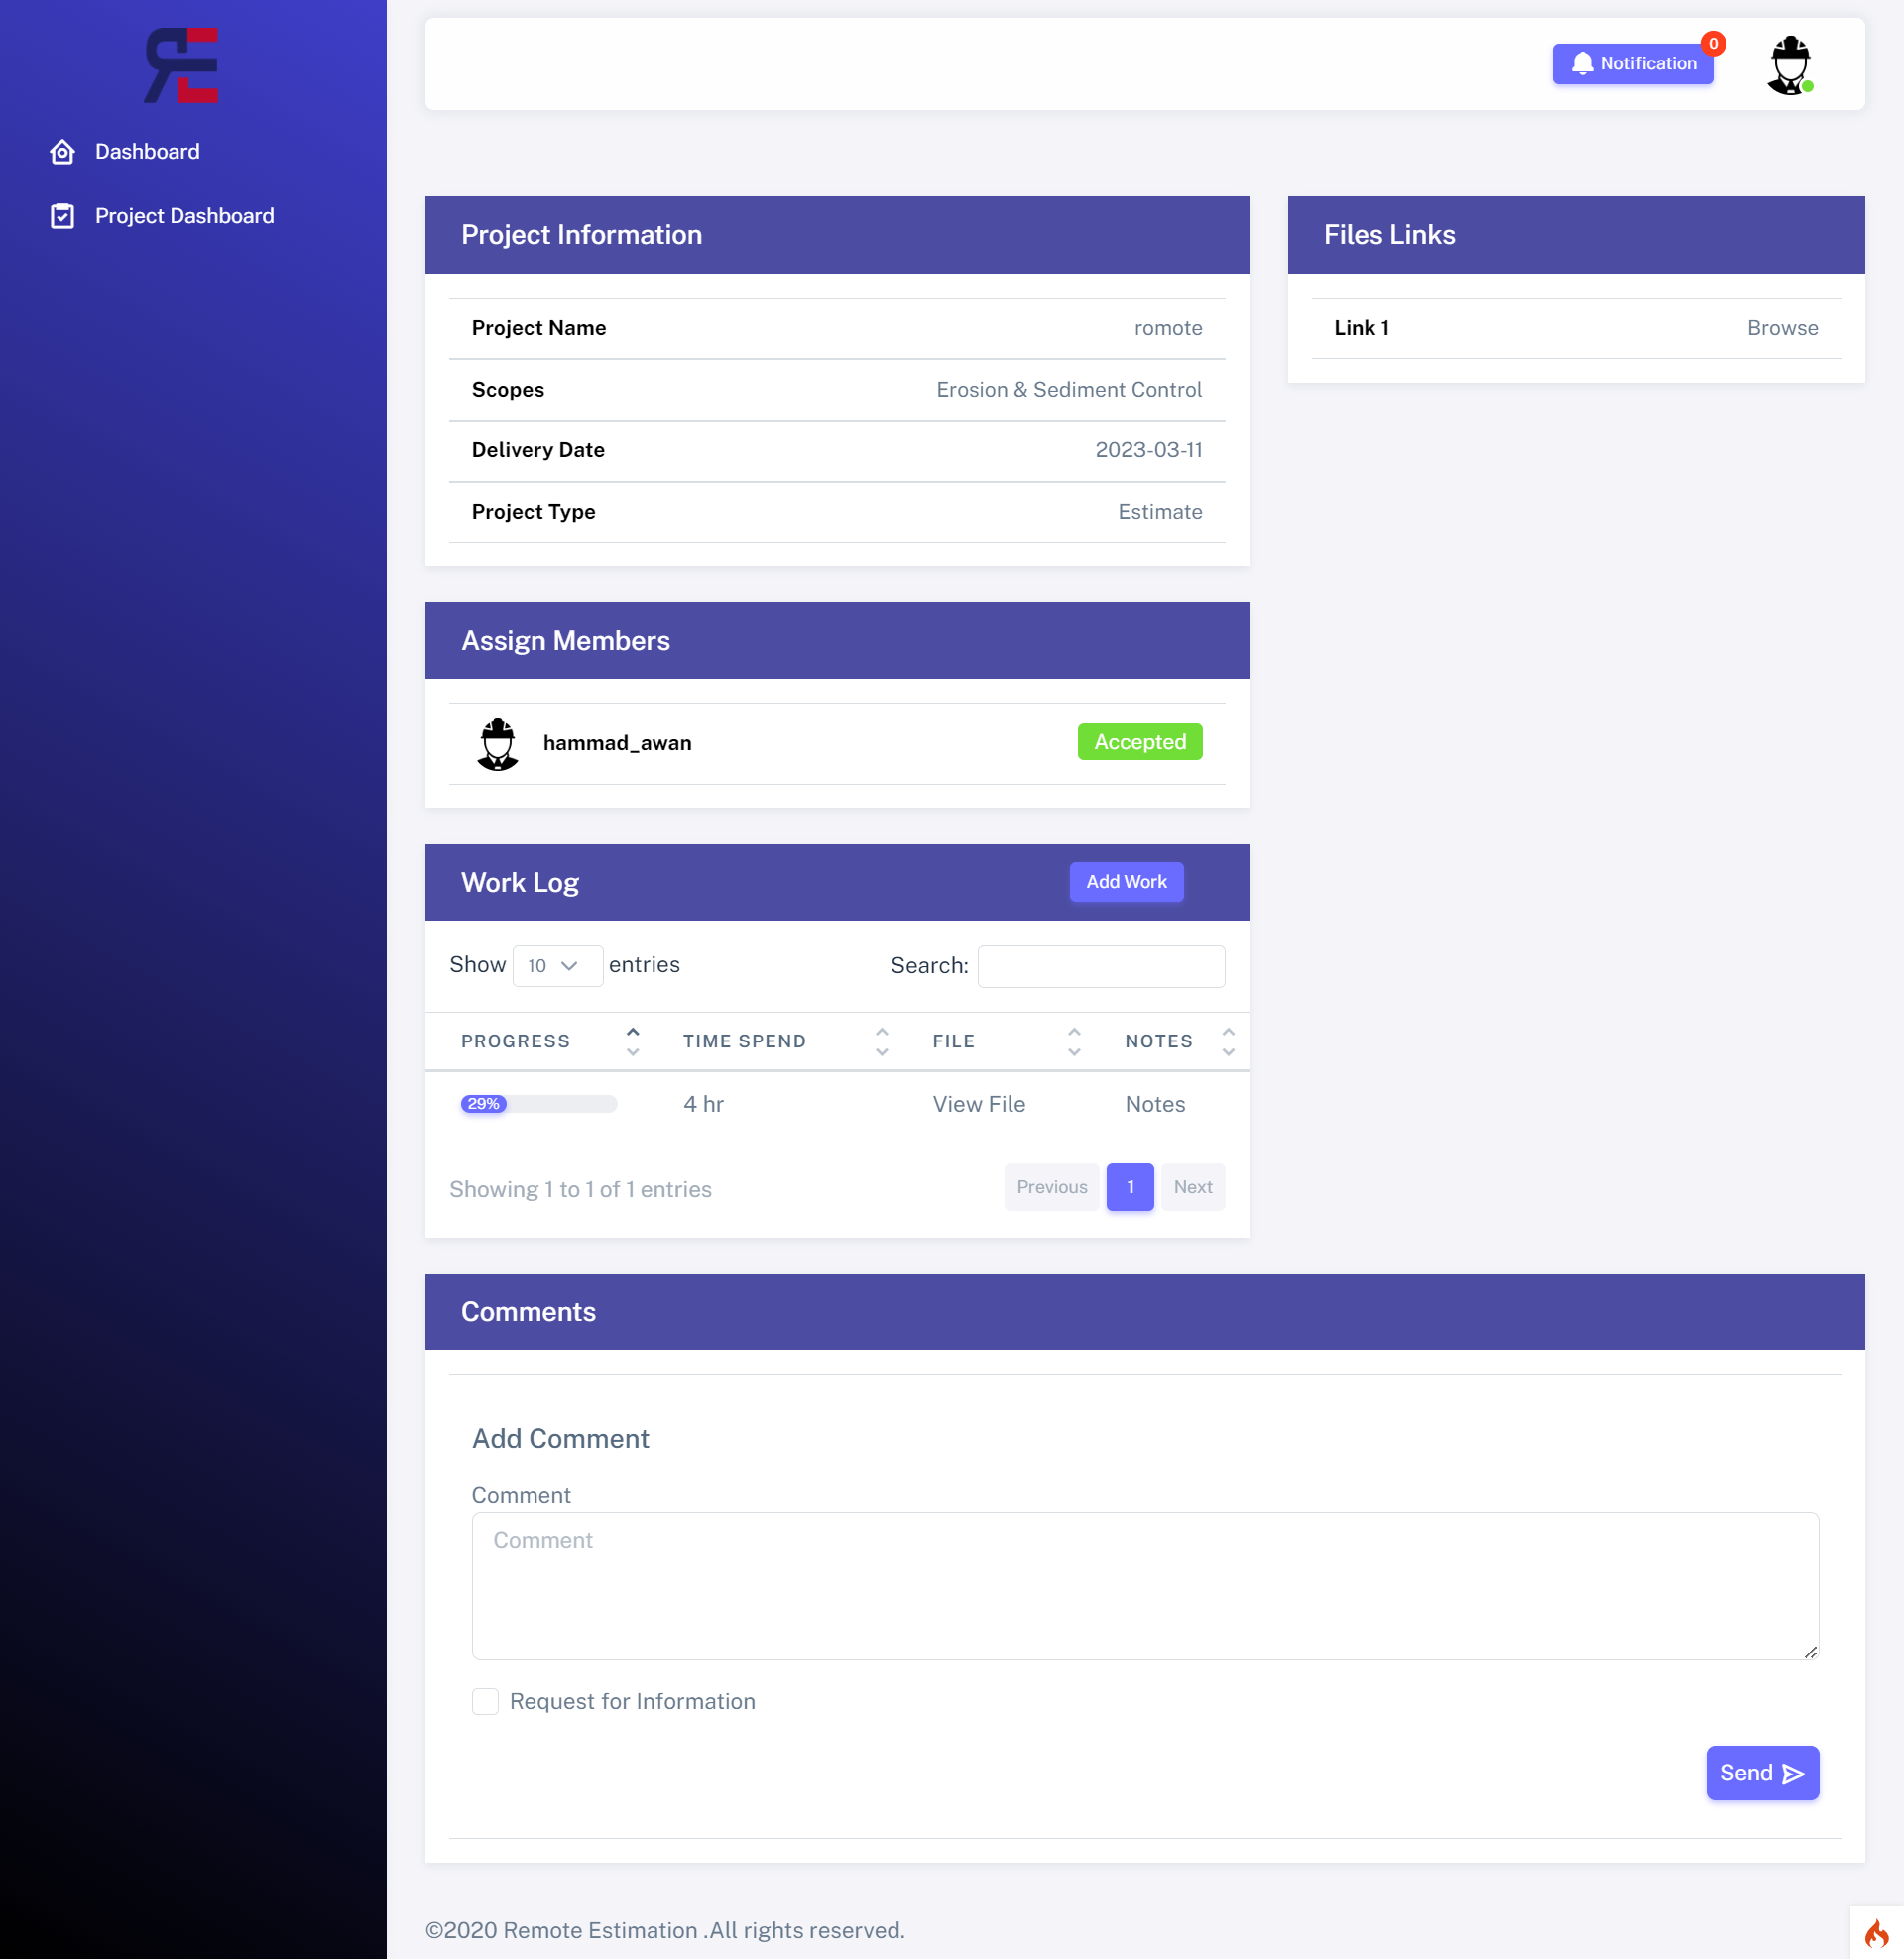 Dashboard
Project Dashboard
Notification 0
Project Information
Project Name romote
Scopes Erosion & Sediment Control
Delivery Date 2023-03-11
Project Type Estimate
Files Links
Link 1 Browse
Assign Members
hammad_awan Accepted
Work Log Add Work
Show 10 entries Search:
PROGRESS TIME SPEND FILE NOTES
29% 4 hr View File Notes
Showing 1 to 1 of 1 entries Previous 1 Next
Comments
Add Comment
Comment
Comment
Request for Information
Send
©2020 Remote Estimation .All rights reserved.